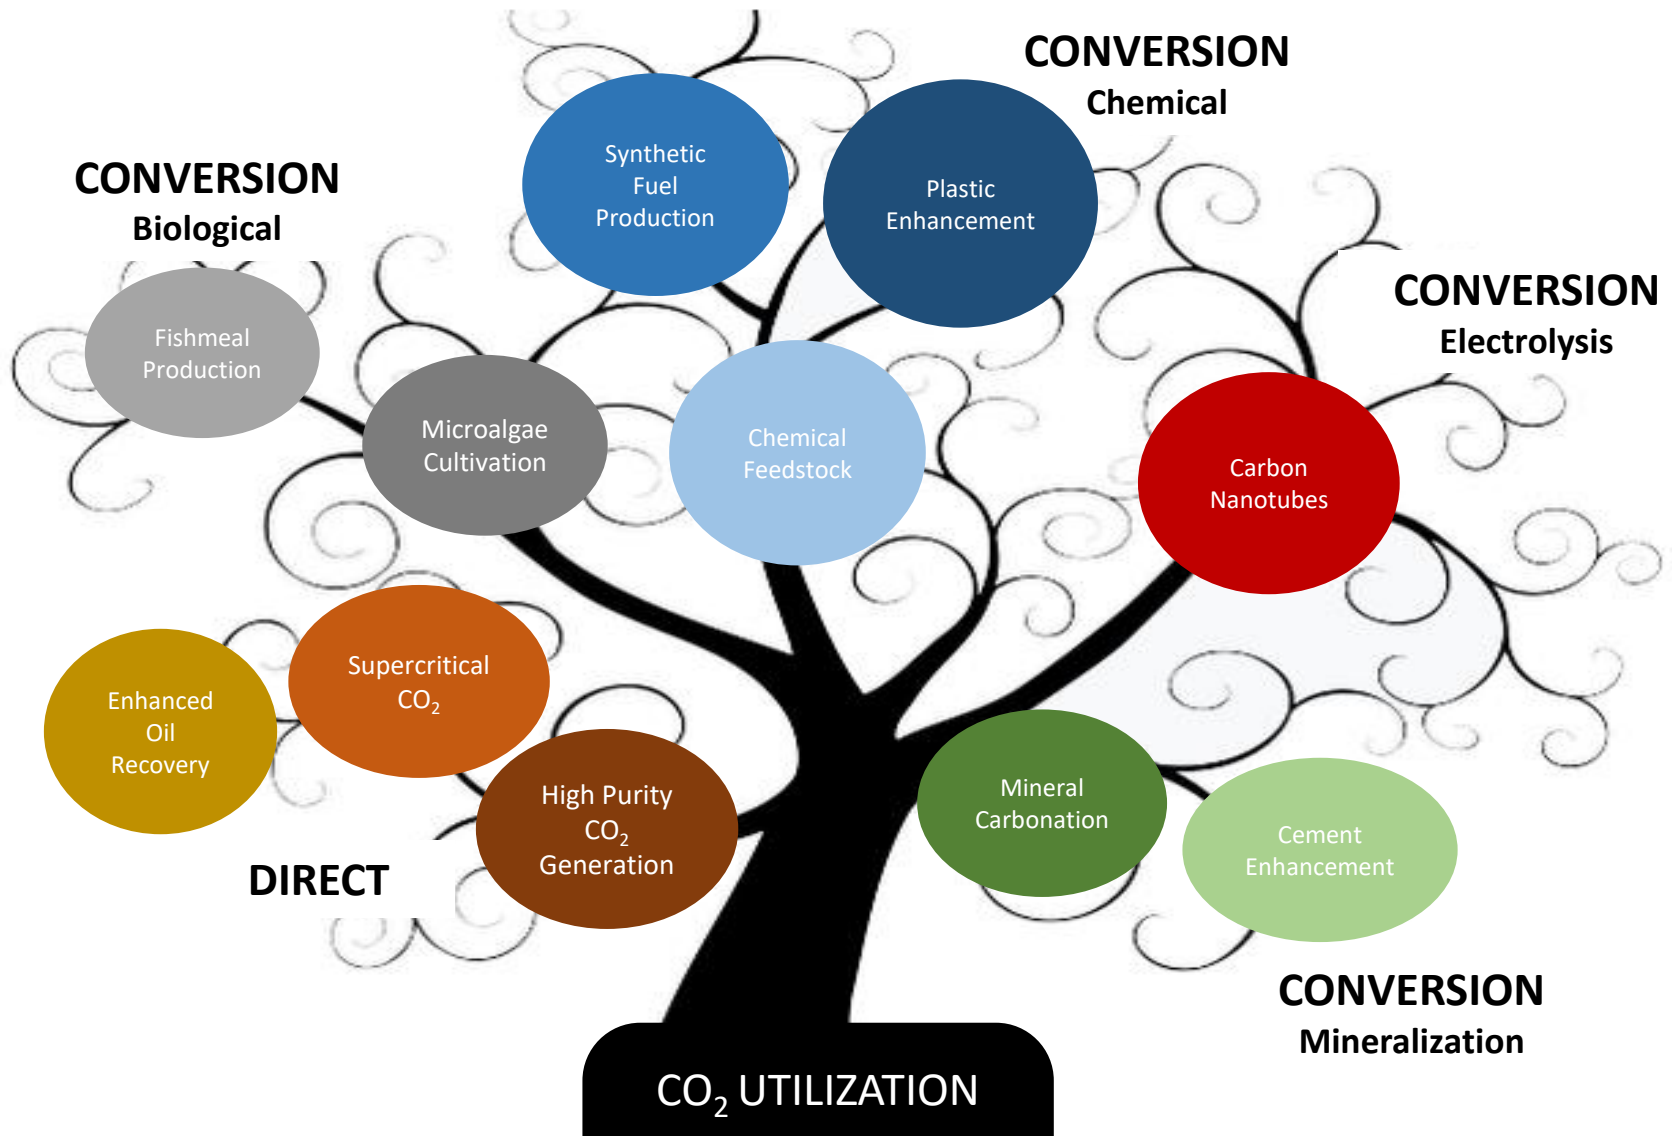 CONVERSION
Chemical
Synthetic
Fuel
Production
Plastic
Enhancement
CONVERSION
Biological
CONVERSION
Electrolysis
Fishmeal
Production
Microalgae
Cultivation
Chemical
Feedstock
Carbon
Nanotubes
Enhanced
Oil
Recovery
Supercritical
CO₂
High Purity
CO₂
Generation
Mineral
Carbonation
Cement
Enhancement
DIRECT
CONVERSION
Mineralization
CO₂ UTILIZATION